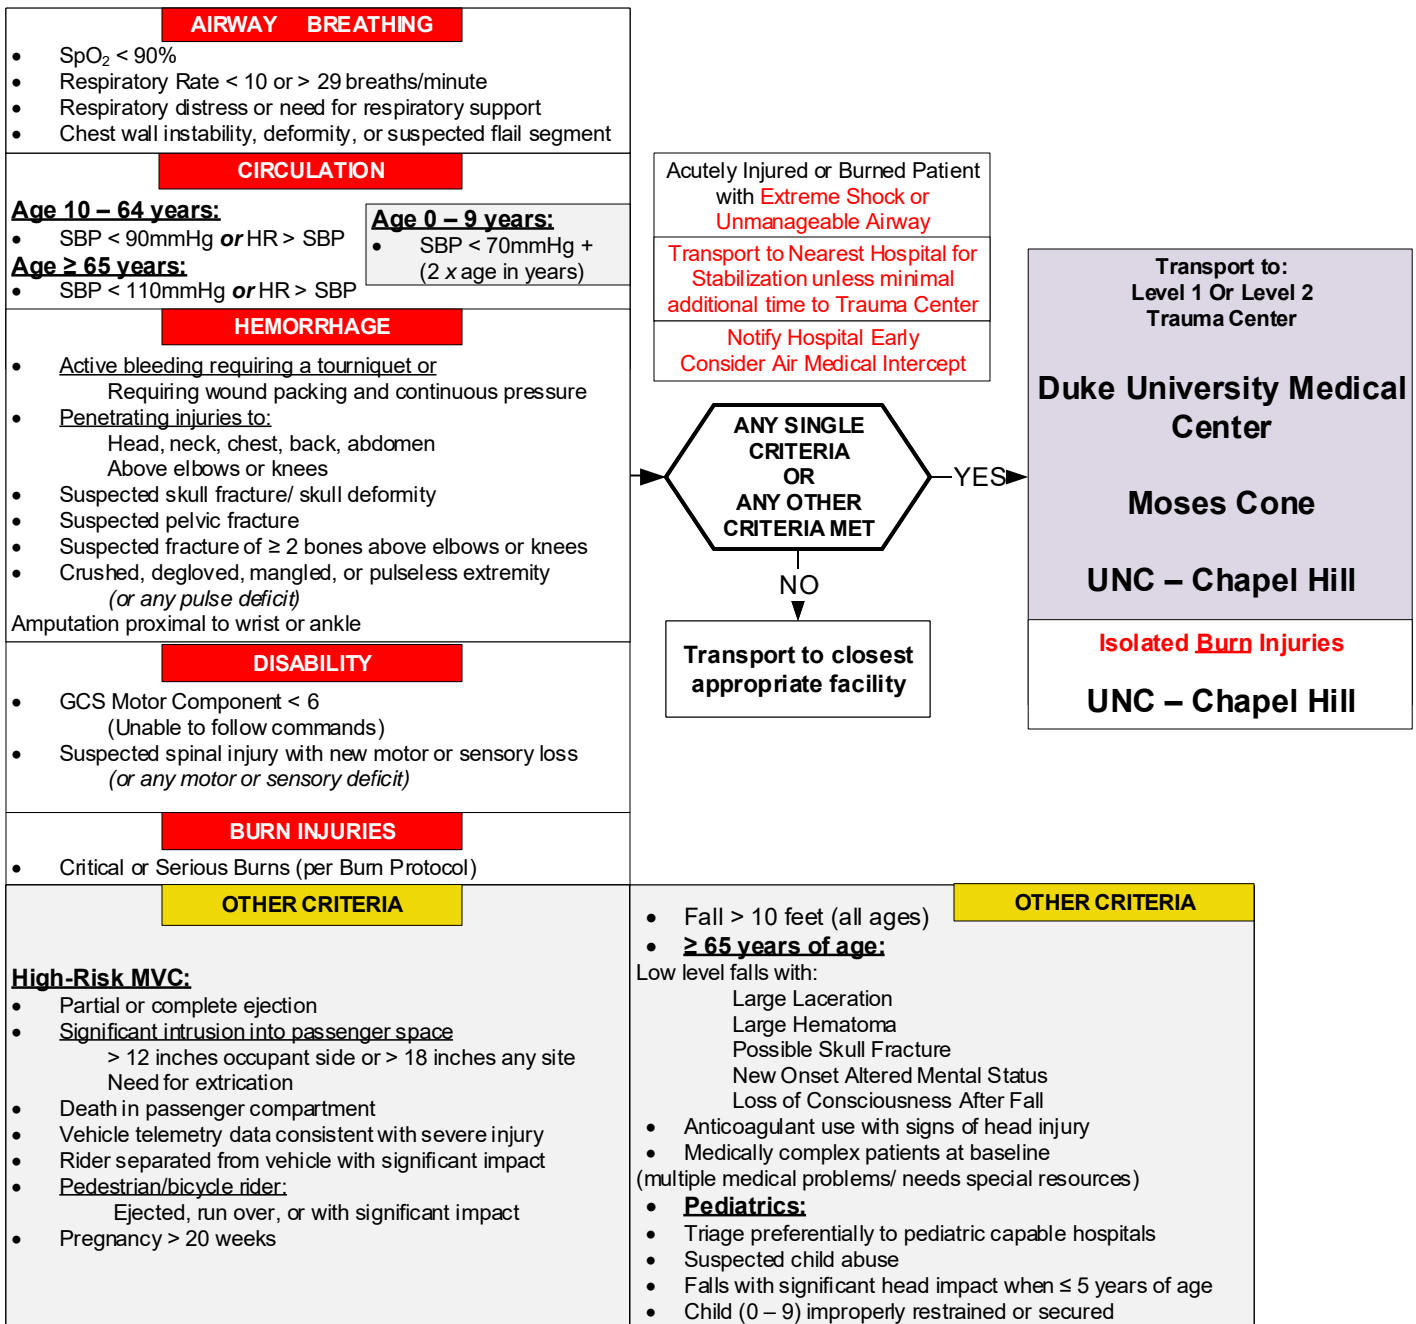 AIRWAY BREATHING
• SpO₂ < 90%
• Respiratory Rate < 10 or > 29 breaths/minute
• Respiratory distress or need for respiratory support
• Chest wall instability, deformity, or suspected flail segment
CIRCULATION
Age 10 – 64 years:
• SBP < 90mmHg or HR > SBP
Age ≥ 65 years:
• SBP < 110mmHg or HR > SBP
Age 0 – 9 years:
• SBP < 70mmHg +
(2 x age in years)
HEMORRHAGE
• Active bleeding requiring a tourniquet or
Requiring wound packing and continuous pressure
• Penetrating injuries to:
Head, neck, chest, back, abdomen
Above elbows or knees
• Suspected skull fracture/ skull deformity
• Suspected pelvic fracture
• Suspected fracture of ≥ 2 bones above elbows or knees
• Crushed, degloved, mangled, or pulseless extremity
(or any pulse deficit)
Amputation proximal to wrist or ankle
DISABILITY
• GCS Motor Component < 6
(Unable to follow commands)
• Suspected spinal injury with new motor or sensory loss
(or any motor or sensory deficit)
BURN INJURIES
• Critical or Serious Burns (per Burn Protocol)
Acutely Injured or Burned Patient
with Extreme Shock or
Unmanageable Airway
Transport to Nearest Hospital for
Stabilization unless minimal
additional time to Trauma Center
Notify Hospital Early
Consider Air Medical Intercept
ANY SINGLE
CRITERIA
OR
ANY OTHER
CRITERIA MET
YES
NO
Transport to closest
appropriate facility
Transport to:
Level 1 Or Level 2
Trauma Center
Duke University Medical
Center
Moses Cone
UNC – Chapel Hill
Isolated Burn Injuries
UNC – Chapel Hill
OTHER CRITERIA
High-Risk MVC:
• Partial or complete ejection
• Significant intrusion into passenger space
> 12 inches occupant side or > 18 inches any site
Need for extrication
• Death in passenger compartment
• Vehicle telemetry data consistent with severe injury
• Rider separated from vehicle with significant impact
• Pedestrian/bicycle rider:
Ejected, run over, or with significant impact
• Pregnancy > 20 weeks
OTHER CRITERIA
• Fall > 10 feet (all ages)
• ≥ 65 years of age:
Low level falls with:
Large Laceration
Large Hematoma
Possible Skull Fracture
New Onset Altered Mental Status
Loss of Consciousness After Fall
• Anticoagulant use with signs of head injury
• Medically complex patients at baseline
(multiple medical problems/ needs special resources)
• Pediatrics:
• Triage preferentially to pediatric capable hospitals
• Suspected child abuse
• Falls with significant head impact when ≤ 5 years of age
• Child (0 – 9) improperly restrained or secured